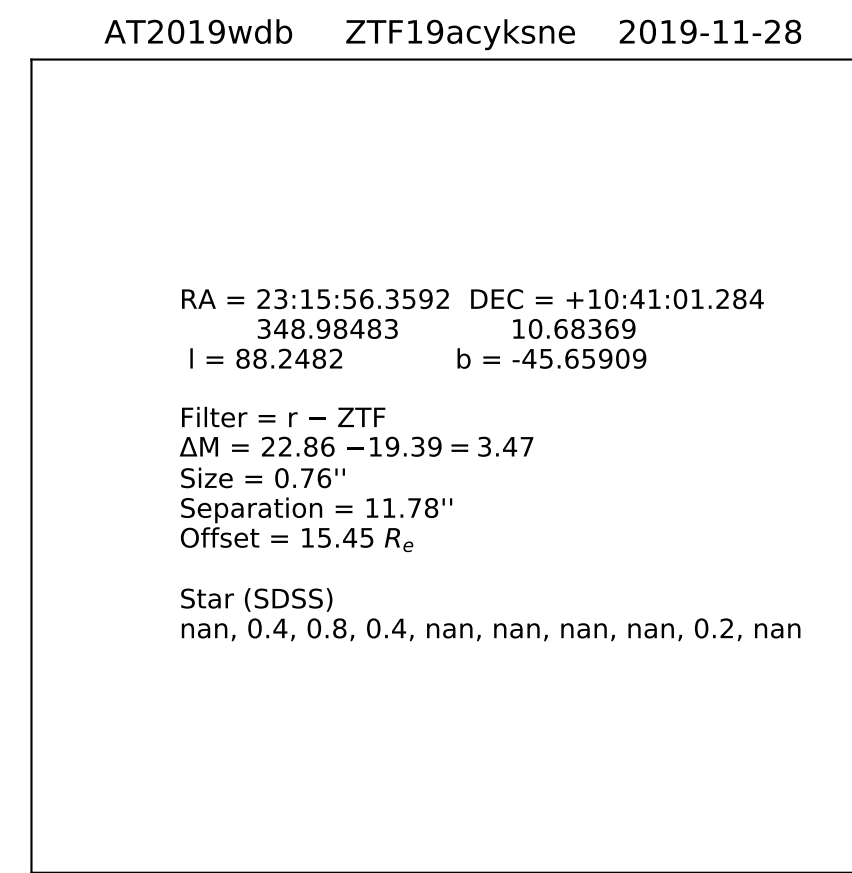 AT2019wdb ZTF19acyksne 2019-11-28
RA = 23:15:56.3592 DEC = +10:41:01.284
348.98483 10.68369
l = 88.2482 b = -45.65909
Filter = r − ZTF
ΔM = 22.86 −19.39 = 3.47
Size = 0.76''
Separation = 11.78''
Offset = 15.45 Rₑ
Star (SDSS)
nan, 0.4, 0.8, 0.4, nan, nan, nan, nan, 0.2, nan